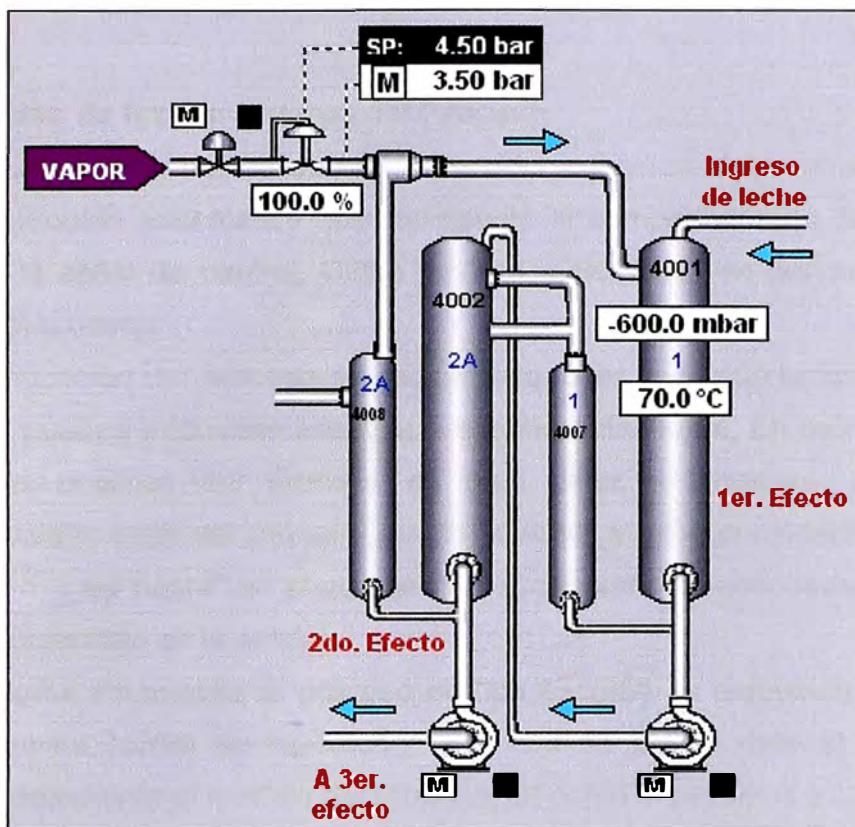 SP: 4.50 bar
M 3.50 bar
M
VAPOR
100.0 %
Ingreso
de leche
4001
4002
-600.0 mbar
2A
2A
1
1
4008
4007
70.0 °C
1er. Efecto
2do. Efecto
A 3er.
efecto
M
M